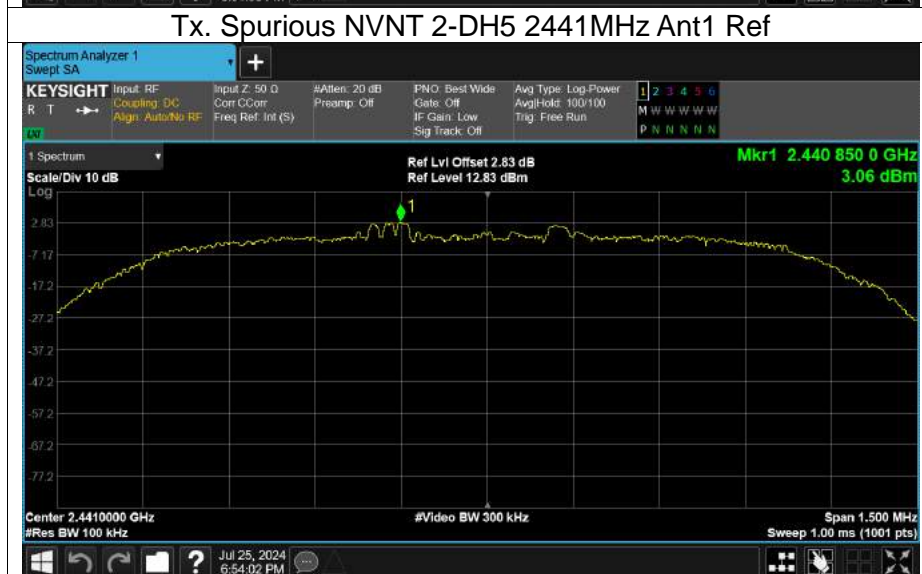 Tx. Spurious NVNT 2-DH5 2441MHz Ant1 Ref
Spectrum Analyzer 1
Swept SA
+
KEYSIGHT
R T
Input: RF
Coupling: DC
Align: Auto/No RF
Input Z: 50 Ω
Corr CCorr
Freq Ref: Int (S)
#Atten: 20 dB
Preamp: Off
PNO: Best Wide
Gate: Off
IF Gain: Low
Sig Track: Off
Avg Type: Log-Power
Avg|Hold: 100/100
Trig: Free Run
1 2 3 4 5 6
M W W W W W
P N N N N N
1 Spectrum
Scale/Div 10 dB
Log
Ref Lvl Offset 2.83 dB
Ref Level 12.83 dBm
Mkr1 2.440 850 0 GHz
3.06 dBm
1
2.83
-7.17
-17.2
-27.2
-37.2
-47.2
-57.2
-67.2
-77.2
Center 2.4410000 GHz
#Res BW 100 kHz
#Video BW 300 kHz
Span 1.500 MHz
Sweep 1.00 ms (1001 pts)
?
Jul 25, 2024
6:54:02 PM